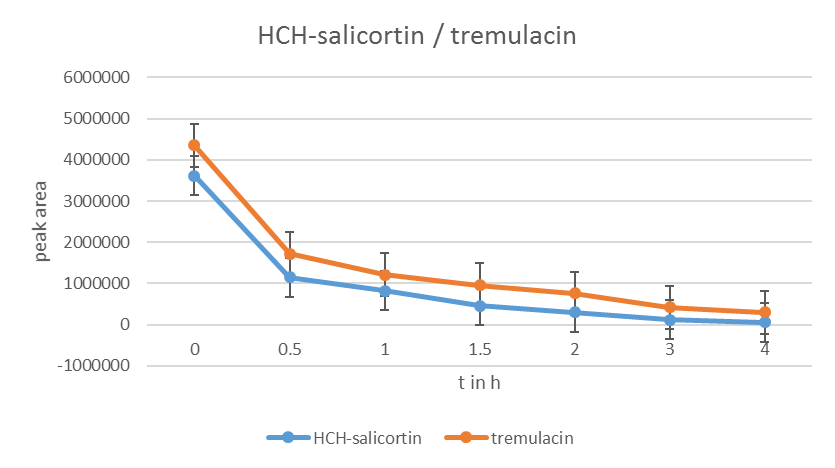 HCH-salicortin / tremulacin
6000000
5000000
4000000
3000000
2000000
1000000
0
-1000000
peak area
0 0.5 1 1.5 2 3 4
t in h
HCH-salicortin tremulacin